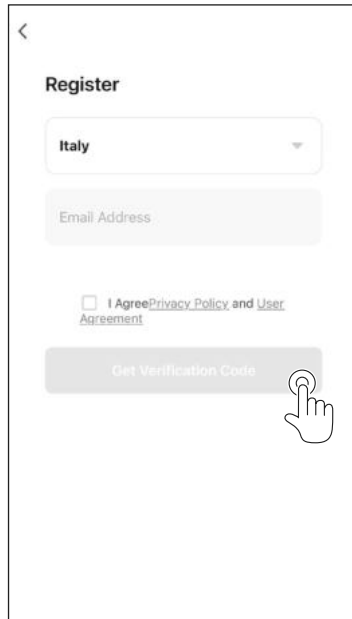 Register
Italy
Email Address
I AgreePrivacy Policy and User
Agreement
Get Verification Code